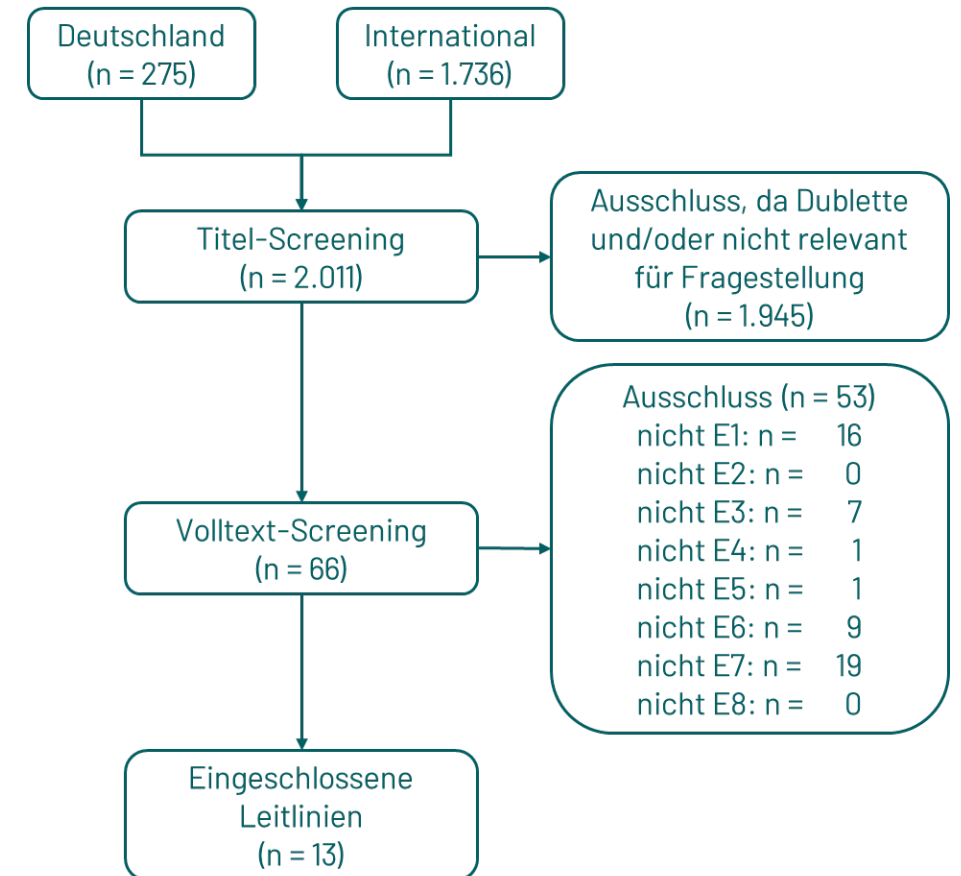 Deutschland
(n = 275)
International
(n = 1.736)
Titel-Screening
(n = 2.011)
Ausschluss, da Dublette
und/oder nicht relevant
für Fragestellung
(n = 1.945)
Volltext-Screening
(n = 66)
Ausschluss (n = 53)
nicht E1: n = 16
nicht E2: n = 0
nicht E3: n = 7
nicht E4: n = 1
nicht E5: n = 1
nicht E6: n = 9
nicht E7: n = 19
nicht E8: n = 0
Eingeschlossene
Leitlinien
(n = 13)